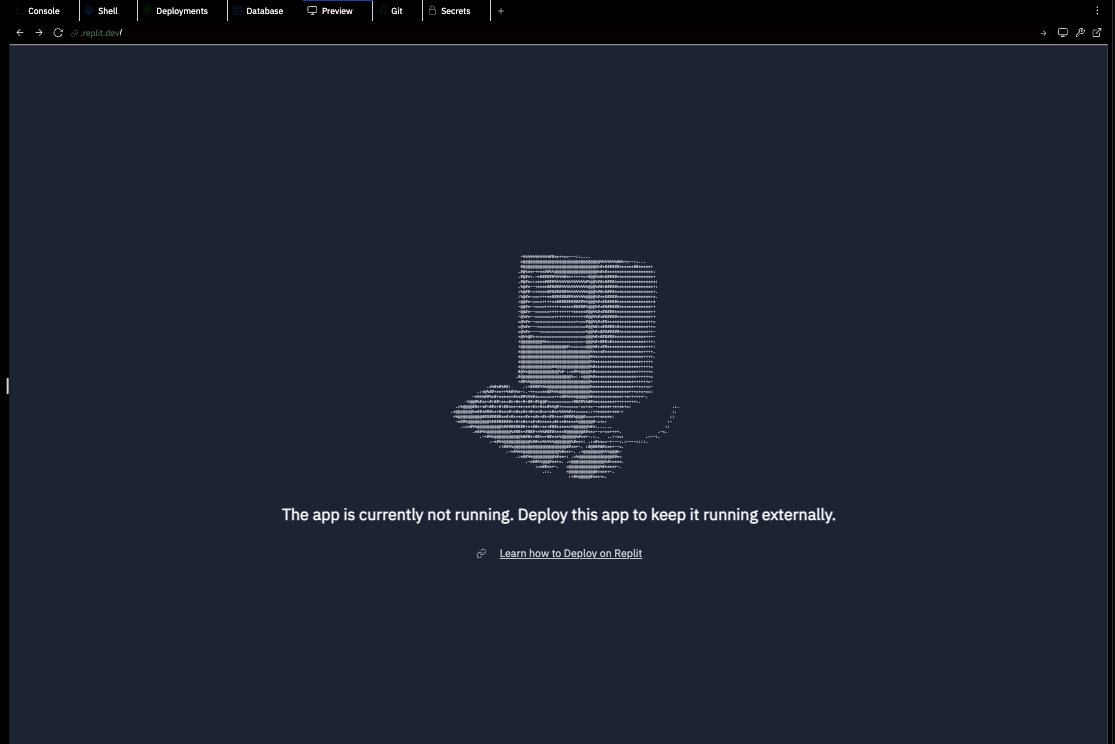 Console
Shell
Deployments
Database
Preview
Git
Secrets
.replit.dev/
The app is currently not running. Deploy this app to keep it running externally.
Learn how to Deploy on Replit